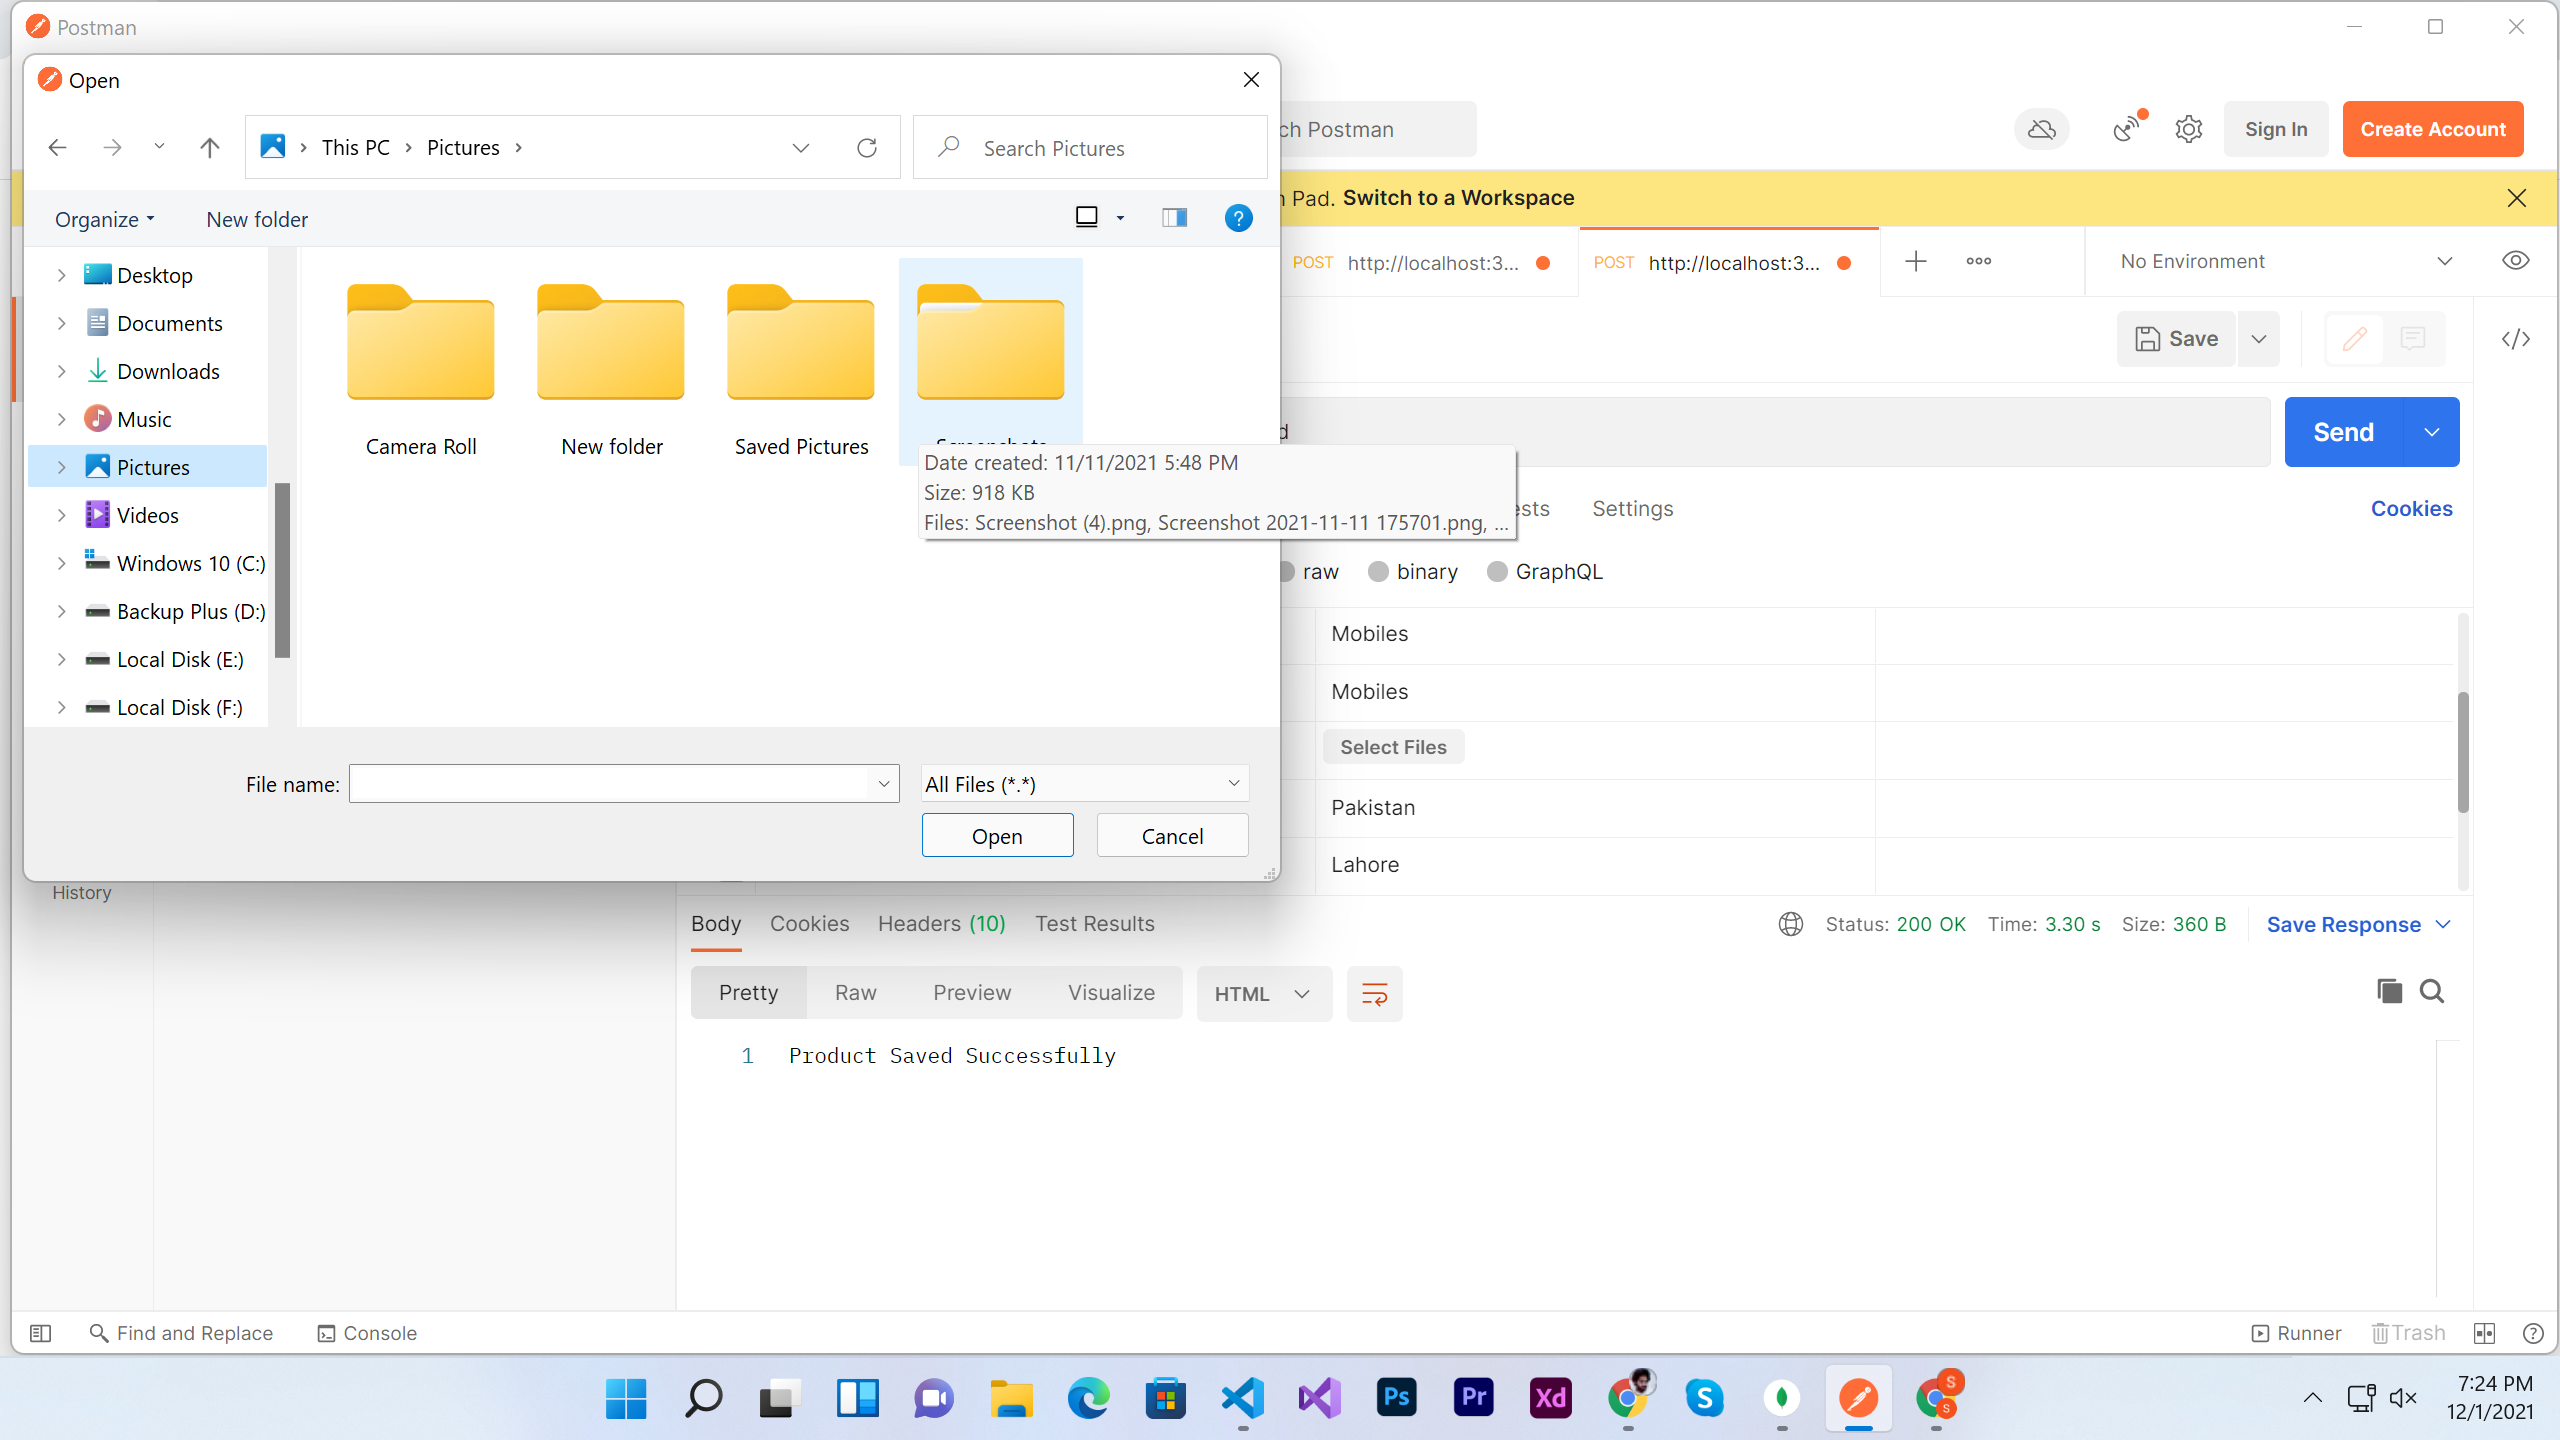 Postman
Open
This PC
Pictures
Search Pictures
ch Postman
Sign In
Create Account
Organize
New folder
n Pad. Switch to a Workspace
POST http://localhost:3...
POST http://localhost:3...
No Environment
Desktop
Documents
Downloads
Music
Pictures
Videos
Windows 10 (C:)
Backup Plus (D:)
Local Disk (E:)
Local Disk (F:)
Camera Roll
New folder
Saved Pictures
Screenshots
Date created: 11/11/2021 5:48 PM
Size: 918 KB
Files: Screenshot (4).png, Screenshot 2021-11-11 175701.png, ...
Save
d
Send
ests
Settings
Cookies
raw
binary
GraphQL
Mobiles
Mobiles
Select Files
Pakistan
Lahore
File name:
All Files (*.*)
Open
Cancel
History
Body
Cookies
Headers (10)
Test Results
Status: 200 OK
Time: 3.30 s
Size: 360 B
Save Response
Pretty
Raw
Preview
Visualize
HTML
1 Product Saved Successfully
Find and Replace
Console
Runner
Trash
Ps
Pr
Xd
S
S
S
7:24 PM
12/1/2021